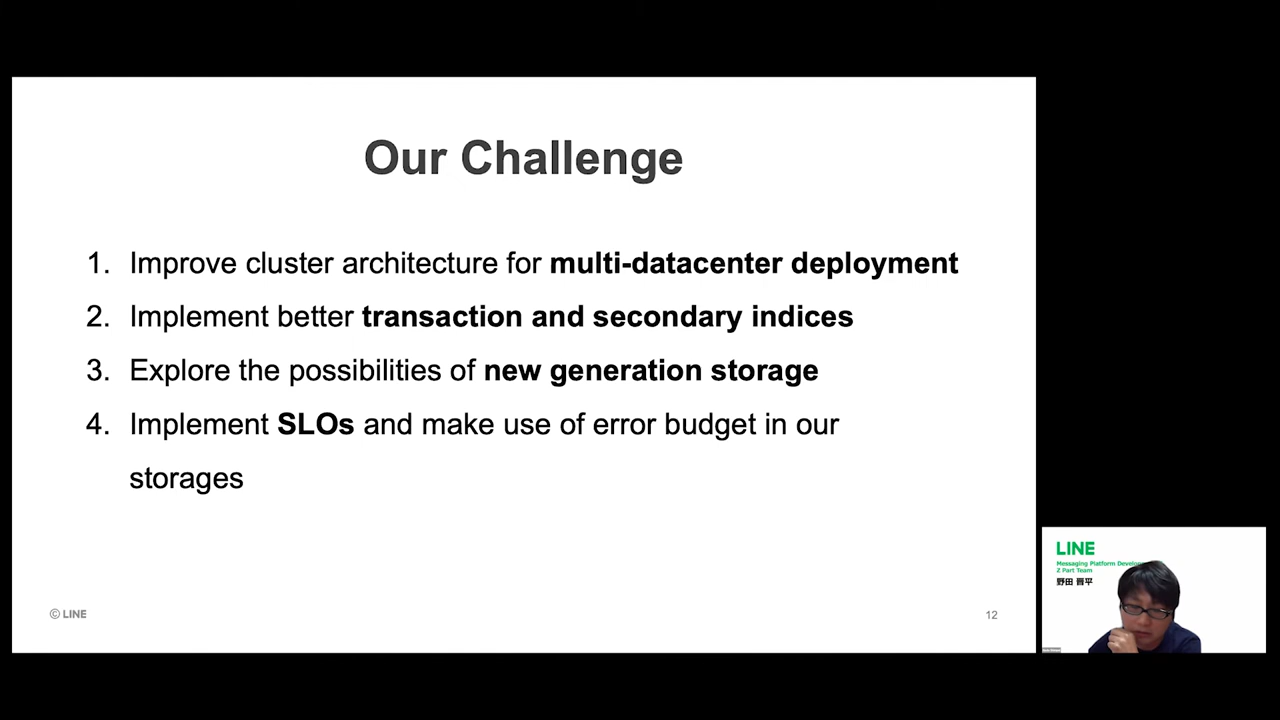 Our Challenge
1. Improve cluster architecture for multi-datacenter deployment
2. Implement better transaction and secondary indices
3. Explore the possibilities of new generation storage
4. Implement SLOs and make use of error budget in our
storages
© LINE
12
LINE
Messaging Platform
Z Part Team
野田 晋平